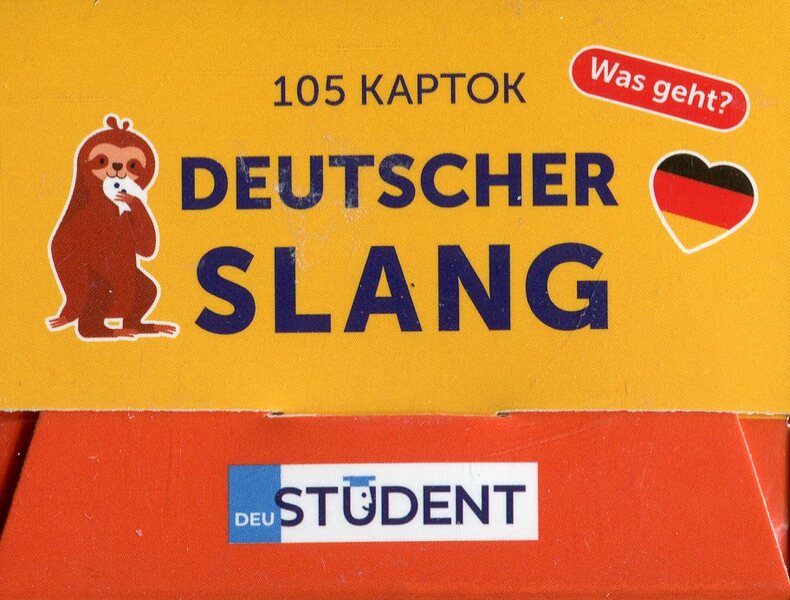 105 КАРТОК
Was geht?
DEUTSCHER
SLANG
DEU STUDENT